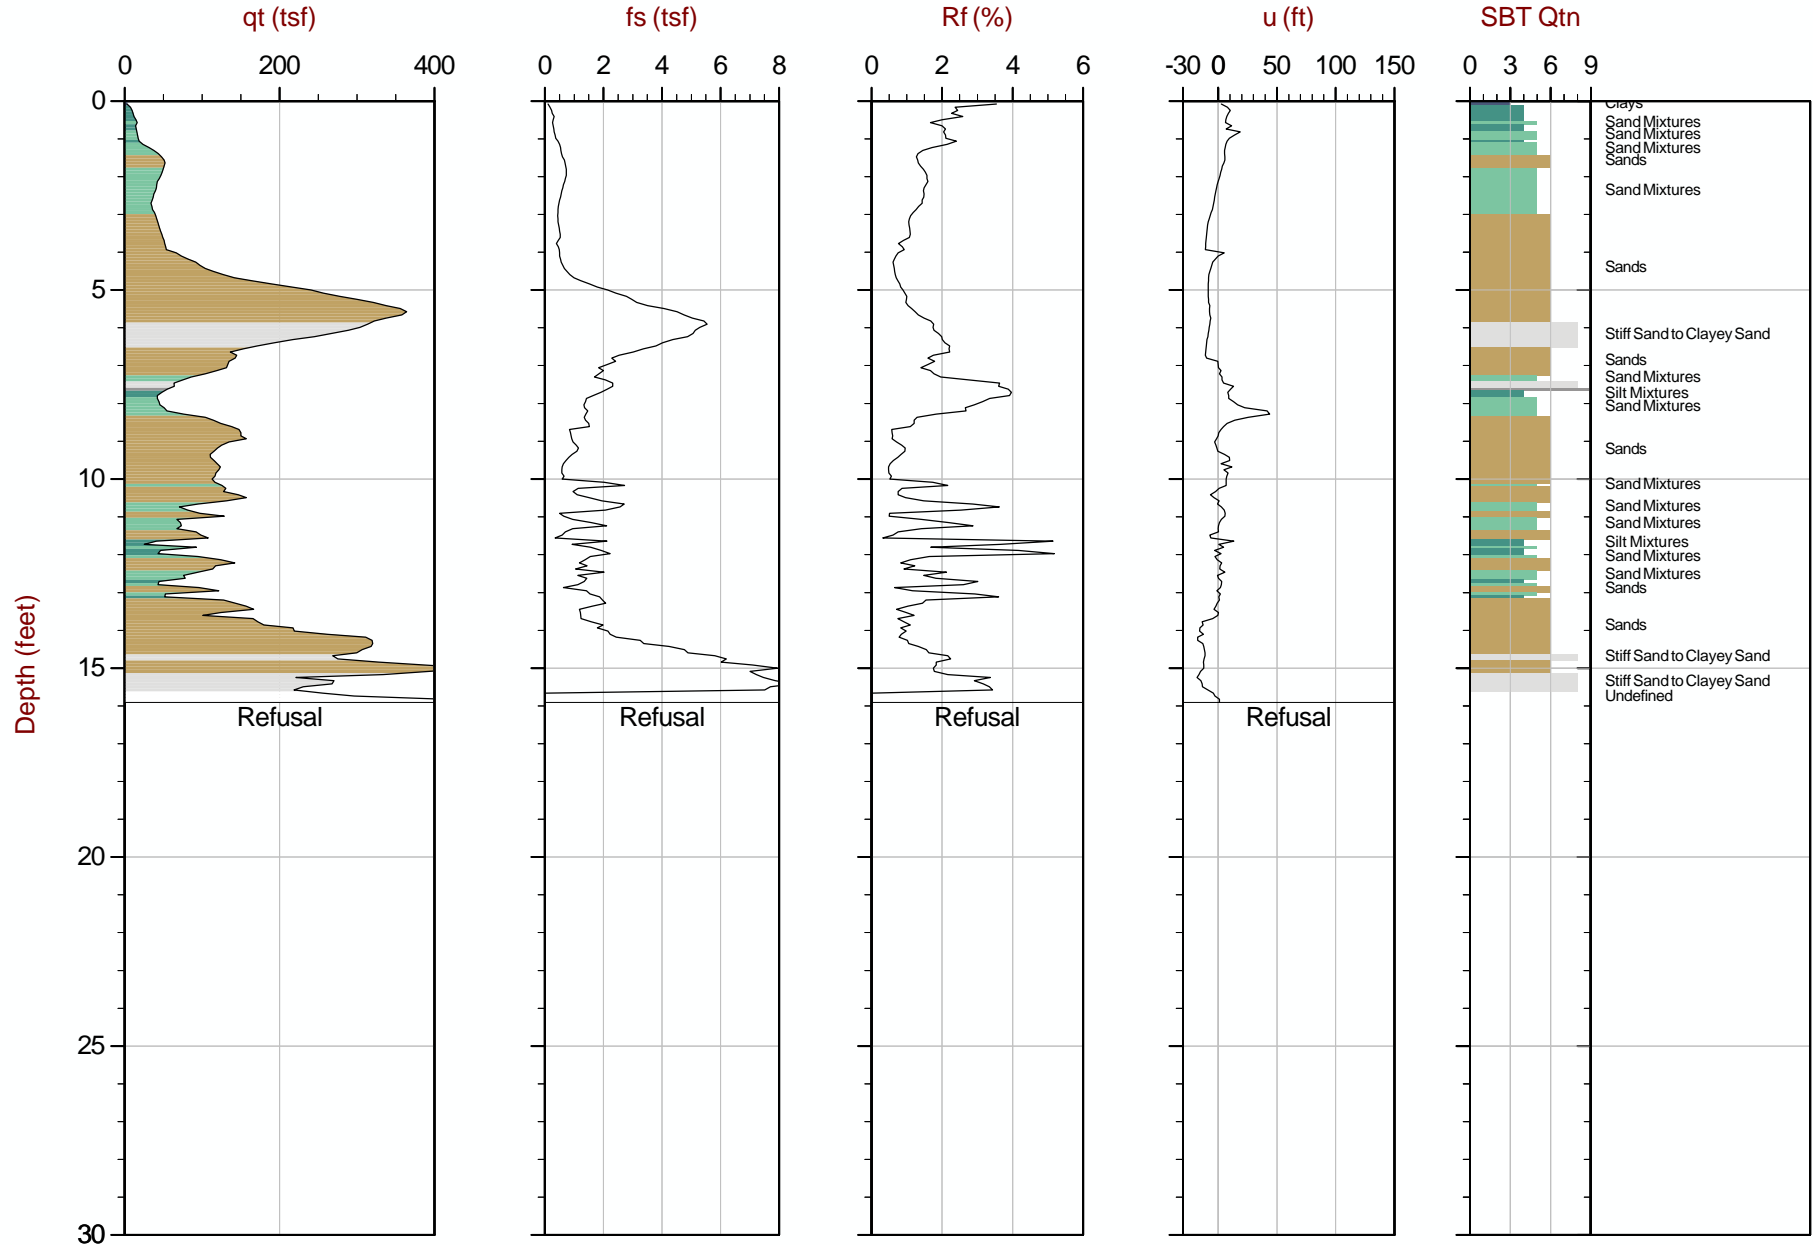 qt (tsf) fs (tsf) Rf (%) u (ft) SBT Qtn
0 200 400 0 2 4 6 8 0 2 4 6 -30 0 50 100 150 0 3 6 9
0
Clays
Sand Mixtures
Sand Mixtures
Sand Mixtures
Sands
Sand Mixtures
Sands
5
Stiff Sand to Clayey Sand
Sands
Sand Mixtures
Silt Mixtures
Sand Mixtures
Sands
10
Sand Mixtures
Sand Mixtures
Sand Mixtures
Silt Mixtures
Sand Mixtures
Sand Mixtures
Sands
Sands
Stiff Sand to Clayey Sand
15
Stiff Sand to Clayey Sand
Undefined
Refusal Refusal Refusal Refusal
Depth (feet)
20
25
30